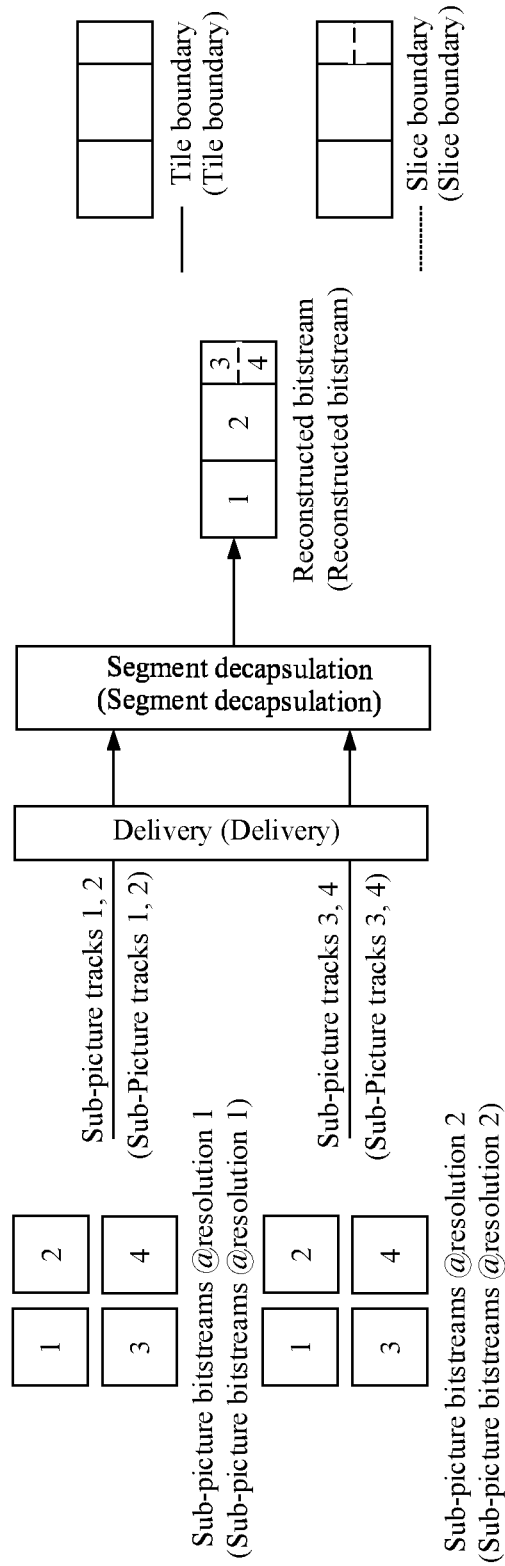 1 2
3 4
Sub-picture bitstreams @resolution 1
(Sub-picture bitstreams @resolution 1)
1 2
3 4
Sub-picture bitstreams @resolution 2
(Sub-picture bitstreams @resolution 2)
Sub-picture tracks 1, 2
(Sub-Picture tracks 1, 2)
Sub-picture tracks 3, 4
(Sub-Picture tracks 3, 4)
Delivery (Delivery)
Segment decapsulation
(Segment decapsulation)
1 2 3
4
Reconstructed bitstream
(Reconstructed bitstream)
Tile boundary
(Tile boundary)
Slice boundary
(Slice boundary)